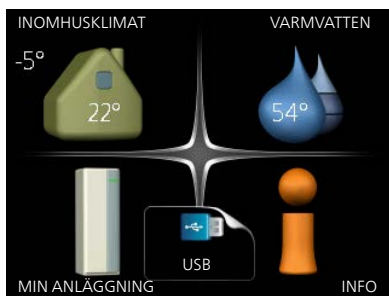 INOMHUSKLIMAT
VARMVATTEN
-5°
22°
54°
USB
MIN ANLÄGGNING
INFO